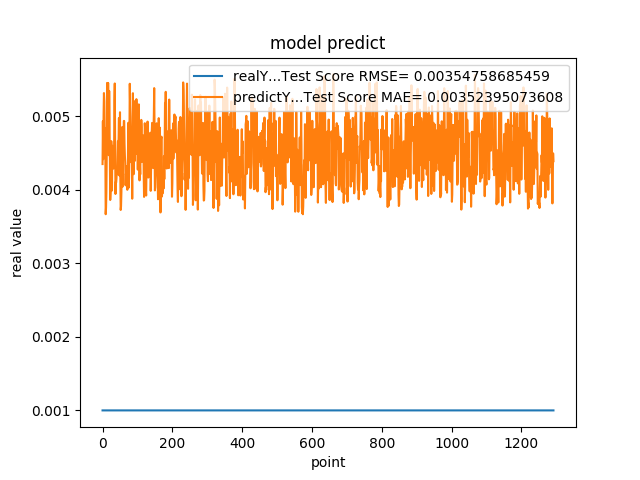 model predict
realY...Test Score RMSE= 0.00354758685459
predictY...Test Score MAE= 0.00352395073608
0.005
0.004
0.003
0.002
0.001
real value
0 200 400 600 800 1000 1200
point